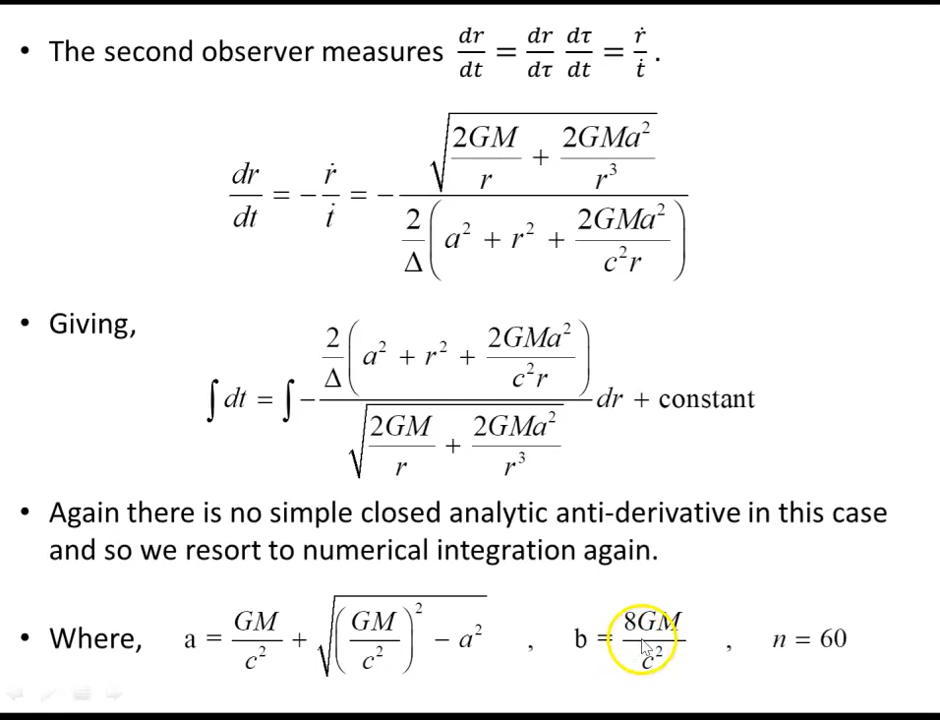 • The second observer measures dr/dt = dr/dτ dτ/dt = ṙ/ṫ .
dr/dt = − ṙ/ṫ = − √(2GM/r + 2GMa²/r³) / (2/Δ (a² + r² + 2GMa²/c²r))
• Giving,
∫ dt = ∫ − (2/Δ (a² + r² + 2GMa²/c²r)) / √(2GM/r + 2GMa²/r³) dr + constant
• Again there is no simple closed analytic anti-derivative in this case
and so we resort to numerical integration again.
• Where, a = GM/c² + √((GM/c²)² − a²) , b = 8GM/c² , n = 60